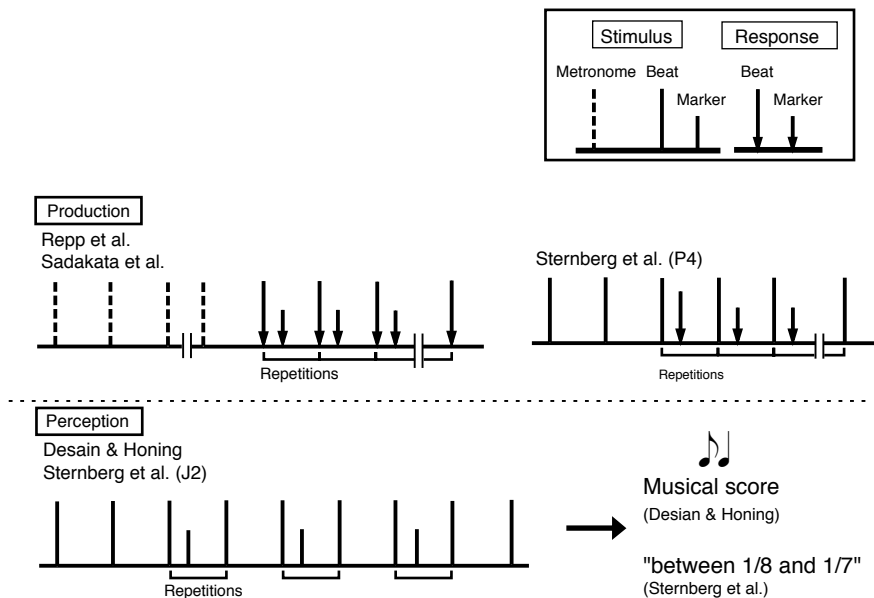 Stimulus Response
Metronome Beat Beat
Marker Marker
Production
Repp et al.
Sadakata et al.
Sternberg et al. (P4)
Repetitions
Repetitions
Perception
Desain & Honing
Sternberg et al. (J2)
Repetitions
Musical score
(Desian & Honing)
"between 1/8 and 1/7"
(Sternberg et al.)